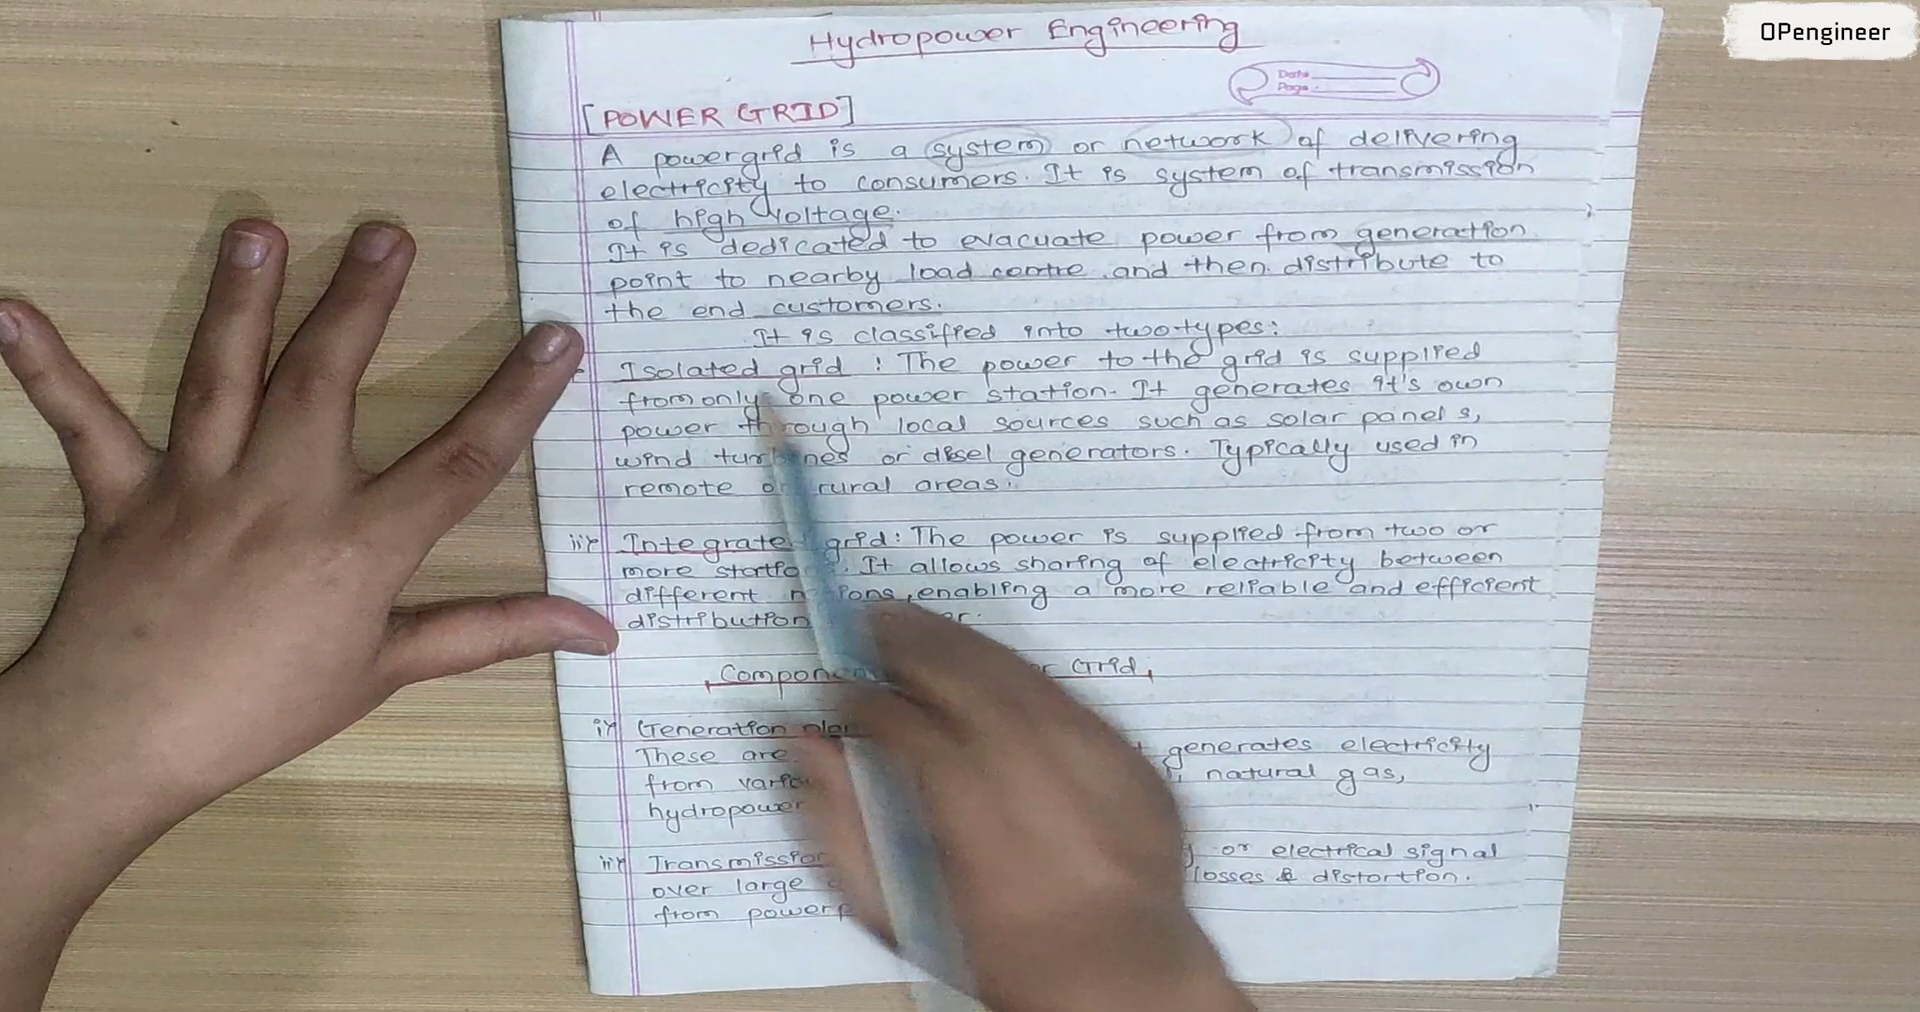 OPengineer
Hydropower Engineering
Date
Page
[POWER GRID]
A powergrid is a system or network of delivering
electricity to consumers. It is system of transmission
of high voltage.
It is dedicated to evacuate power from generation
point to nearby load centre and then distribute to
the end customers.
It is classified into two types:
Isolated grid : The power to the grid is supplied
from only one power station. It generates it's own
power through local sources such as solar panels,
wind turbines or disel generators. Typically used in
remote or rural areas.
ii) Integrated grid: The power is supplied from two or
more It allows sharing of electricity between
different enabling a more reliable and efficient
distribution
Grid
i) Generation
These are generates electricity
from natural gas,
hydropower
ii) Transmission or electrical signal
over large losses & distortion.
from